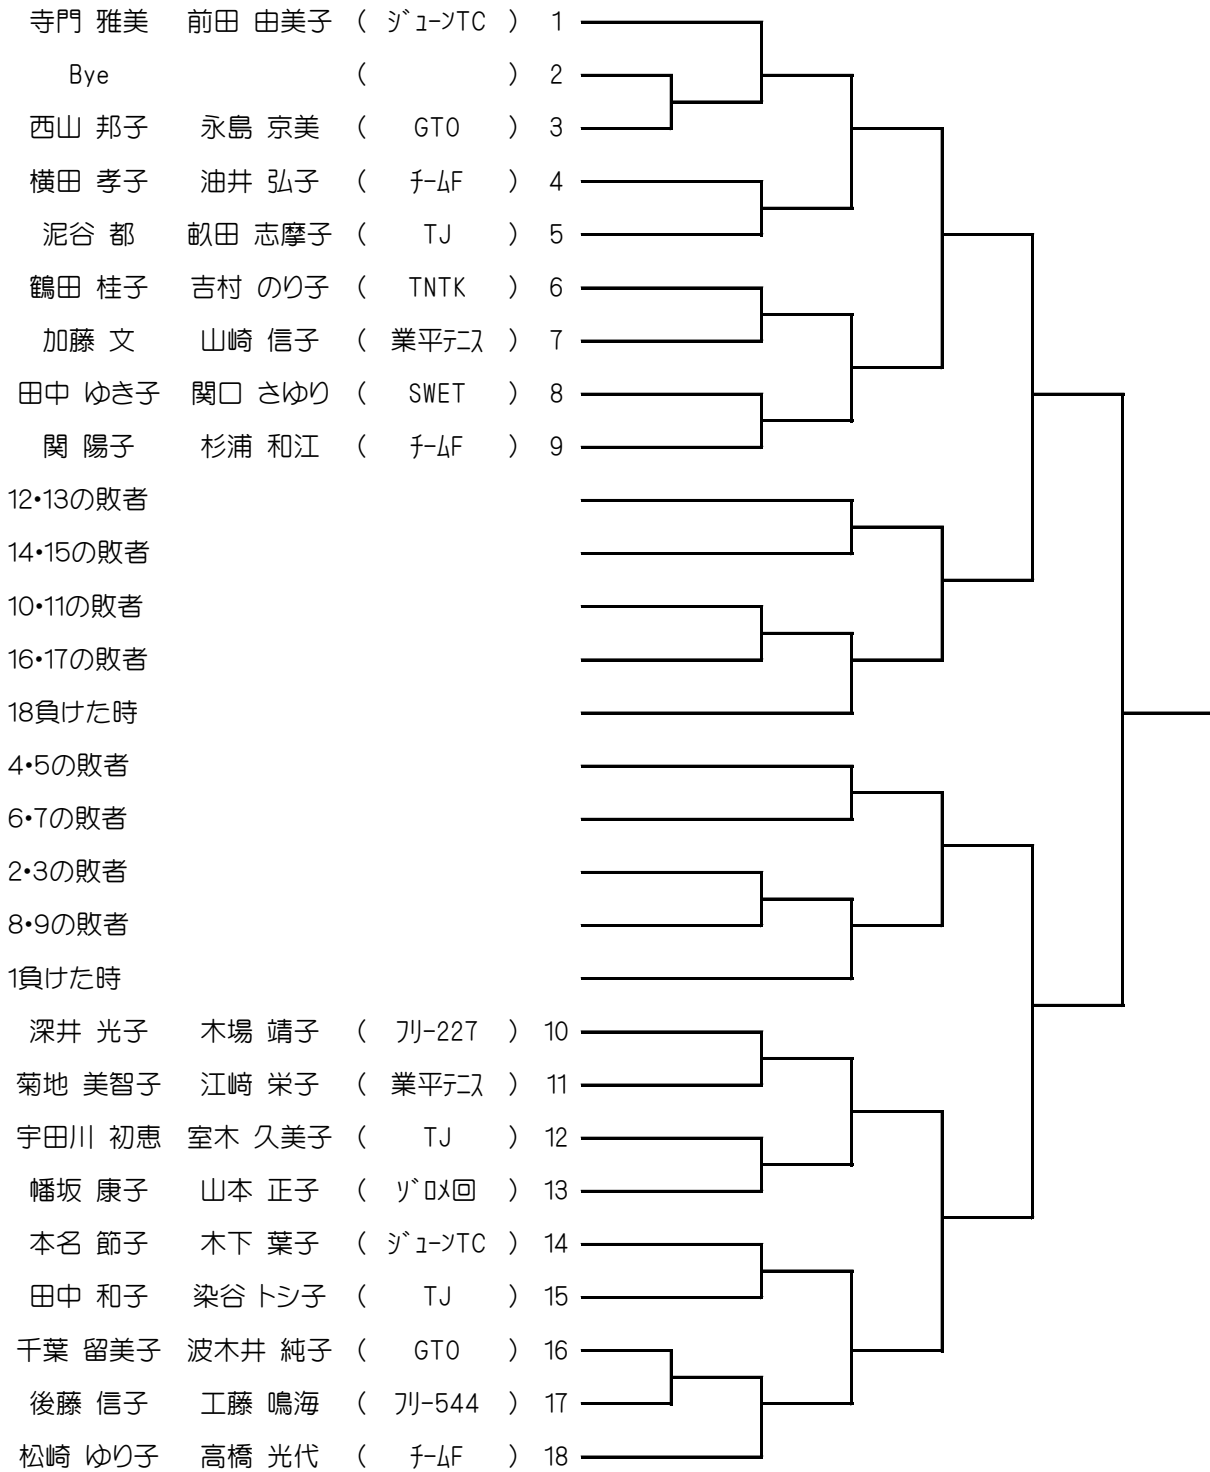 寺門 雅美 前田 由美子 ( ｼﾞｭｰﾝTC ) 1
Bye ( ) 2
西山 邦子 永島 京美 ( GTO ) 3
横田 孝子 油井 弘子 ( ﾁｰﾑF ) 4
泥谷 都 畝田 志摩子 ( TJ ) 5
鶴田 桂子 吉村 のり子 ( TNTK ) 6
加藤 文 山崎 信子 ( 業平ﾃﾆｽ ) 7
田中 ゆき子 関口 さゆり ( SWET ) 8
関 陽子 杉浦 和江 ( ﾁｰﾑF ) 9
12・13の敗者
14・15の敗者
10・11の敗者
16・17の敗者
18負けた時
4・5の敗者
6・7の敗者
2・3の敗者
8・9の敗者
1負けた時
深井 光子 木場 靖子 ( ﾌﾘｰ227 ) 10
菊地 美智子 江﨑 栄子 ( 業平ﾃﾆｽ ) 11
宇田川 初恵 室木 久美子 ( TJ ) 12
幡坂 康子 山本 正子 ( ｿﾞﾛﾒ回 ) 13
本名 節子 木下 葉子 ( ｼﾞｭｰﾝTC ) 14
田中 和子 染谷 トシ子 ( TJ ) 15
千葉 留美子 波木井 純子 ( GTO ) 16
後藤 信子 工藤 鳴海 ( ﾌﾘｰ544 ) 17
松崎 ゆり子 高橋 光代 ( ﾁｰﾑF ) 18